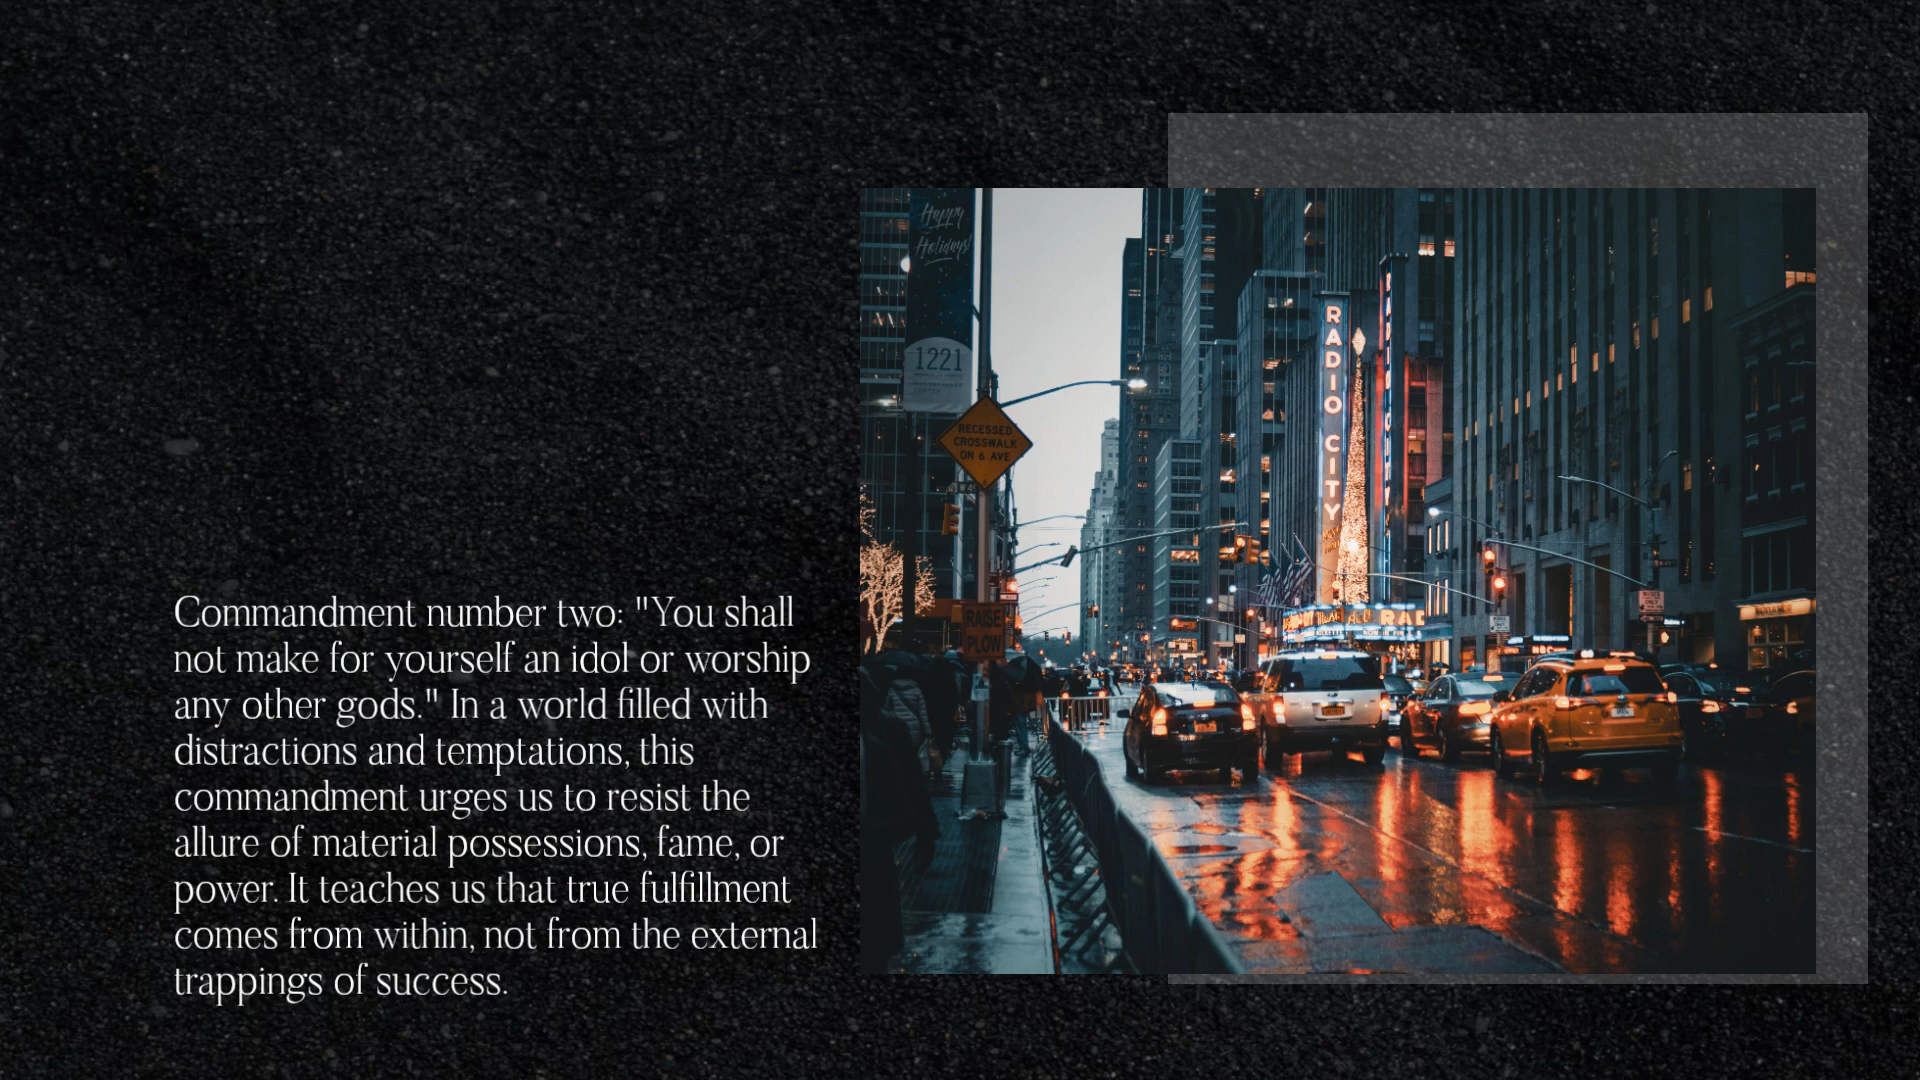 Commandment number two: "You shall
not make for yourself an idol or worship
any other gods." In a world filled with
distractions and temptations, this
commandment urges us to resist the
allure of material possessions, fame, or
power. It teaches us that true fulfillment
comes from within, not from the external
trappings of success.
Happy
Holidays!
1221
RECESSED
CROSSWALK
ON 6 AVE
RAISE
PLOW
RADIO CITY
RAD